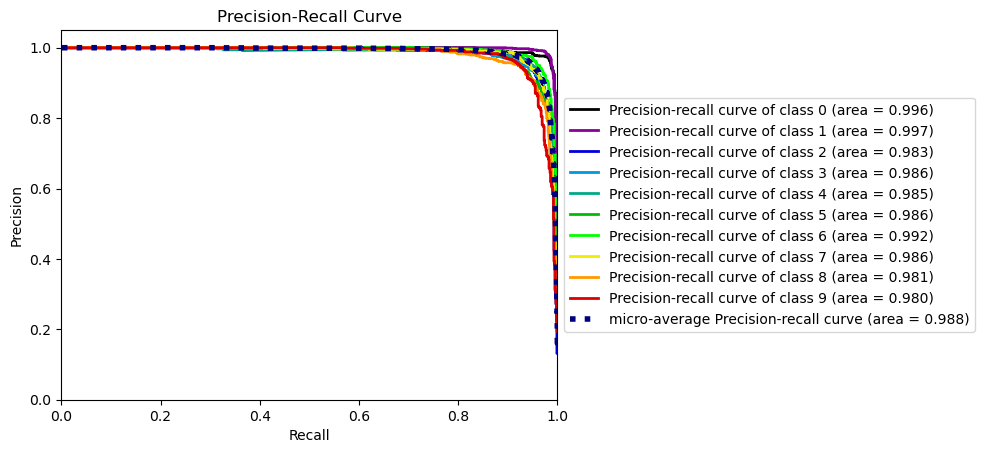 Precision-Recall Curve
1.0
0.8
0.6
0.4
0.2
0.0
Precision
0.0 0.2 0.4 0.6 0.8 1.0
Recall
Precision-recall curve of class 0 (area = 0.996)
Precision-recall curve of class 1 (area = 0.997)
Precision-recall curve of class 2 (area = 0.983)
Precision-recall curve of class 3 (area = 0.986)
Precision-recall curve of class 4 (area = 0.985)
Precision-recall curve of class 5 (area = 0.986)
Precision-recall curve of class 6 (area = 0.992)
Precision-recall curve of class 7 (area = 0.986)
Precision-recall curve of class 8 (area = 0.981)
Precision-recall curve of class 9 (area = 0.980)
micro-average Precision-recall curve (area = 0.988)